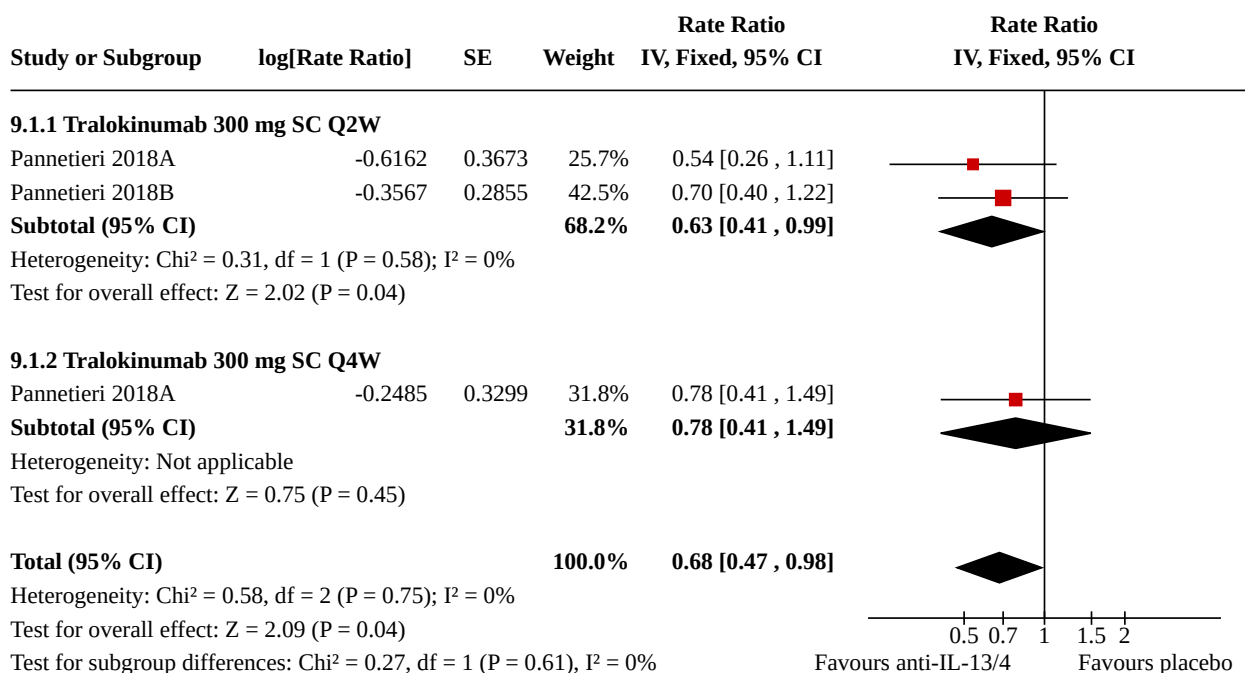 Rate Ratio Rate Ratio
Study or Subgroup log[Rate Ratio] SE Weight IV, Fixed, 95% CI IV, Fixed, 95% CI
9.1.1 Tralokinumab 300 mg SC Q2W
Pannetieri 2018A -0.6162 0.3673 25.7% 0.54 [0.26 , 1.11]
Pannetieri 2018B -0.3567 0.2855 42.5% 0.70 [0.40 , 1.22]
Subtotal (95% CI) 68.2% 0.63 [0.41 , 0.99]
Heterogeneity: Chi² = 0.31, df = 1 (P = 0.58); I² = 0%
Test for overall effect: Z = 2.02 (P = 0.04)
9.1.2 Tralokinumab 300 mg SC Q4W
Pannetieri 2018A -0.2485 0.3299 31.8% 0.78 [0.41 , 1.49]
Subtotal (95% CI) 31.8% 0.78 [0.41 , 1.49]
Heterogeneity: Not applicable
Test for overall effect: Z = 0.75 (P = 0.45)
Total (95% CI) 100.0% 0.68 [0.47 , 0.98]
Heterogeneity: Chi² = 0.58, df = 2 (P = 0.75); I² = 0%
Test for overall effect: Z = 2.09 (P = 0.04) 0.5 0.7 1 1.5 2
Test for subgroup differences: Chi² = 0.27, df = 1 (P = 0.61), I² = 0% Favours anti-IL-13/4 Favours placebo